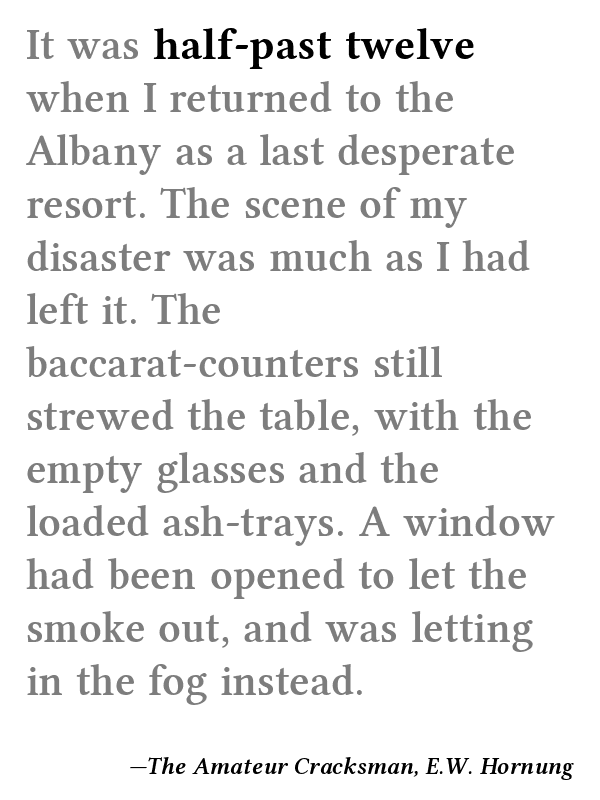 It was half-past twelve
when I returned to the
Albany as a last desperate
resort. The scene of my
disaster was much as I had
left it. The
baccarat-counters still
strewed the table, with the
empty glasses and the
loaded ash-trays. A window
had been opened to let the
smoke out, and was letting
in the fog instead.
—The Amateur Cracksman, E.W. Hornung